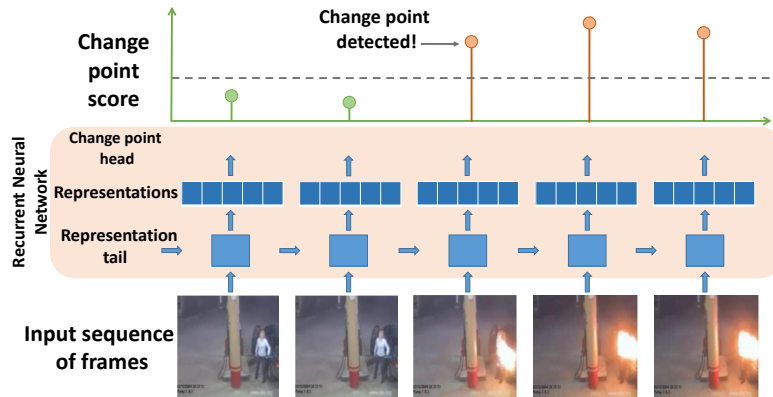 Change point
detected!
Change
point
score
Change point
head
Representations
Representation
tail
Recurrent Neural
Network
Input sequence
of frames